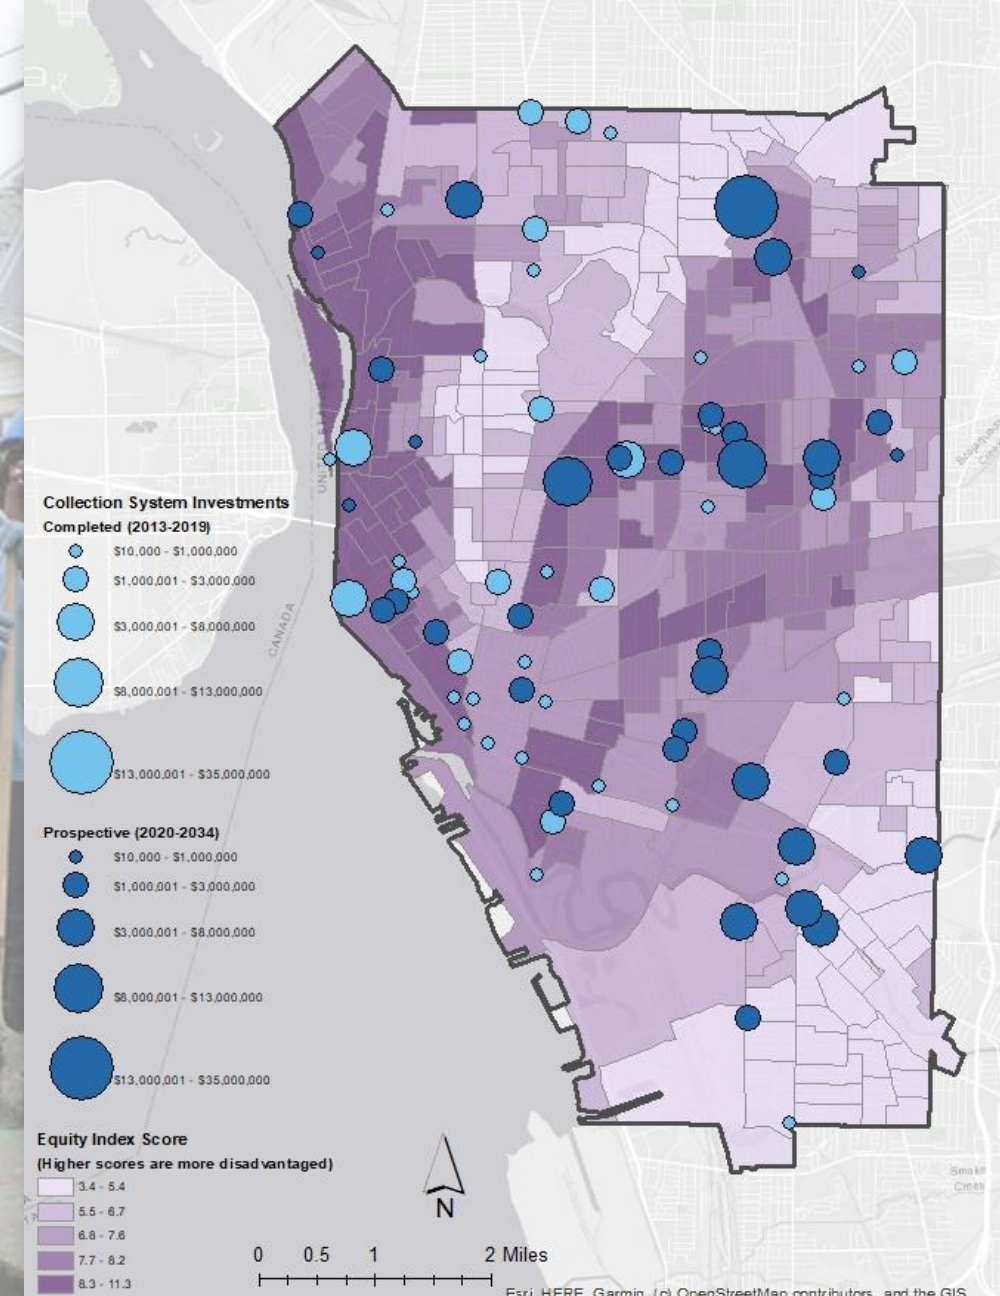 UNITED
CANADA
Collection System Investments
Completed (2013-2019)
$10,000 - $1,000,000
$1,000,001 - $3,000,000
$3,000,001 - $8,000,000
$8,000,001 - $13,000,000
$13,000,001 - $35,000,000
Prospective (2020-2034)
$10,000 - $1,000,000
$1,000,001 - $3,000,000
$3,000,001 - $8,000,000
$8,000,001 - $13,000,000
$13,000,001 - $35,000,000
Equity Index Score
(Higher scores are more disadvantaged)
3.4 - 5.4
5.5 - 6.7
6.8 - 7.6
7.7 - 8.2
8.3 - 11.3
N
0 0.5 1 2 Miles
Creek
Esri, HERE, Garmin, (c) OpenStreetMap contributors, and the GIS